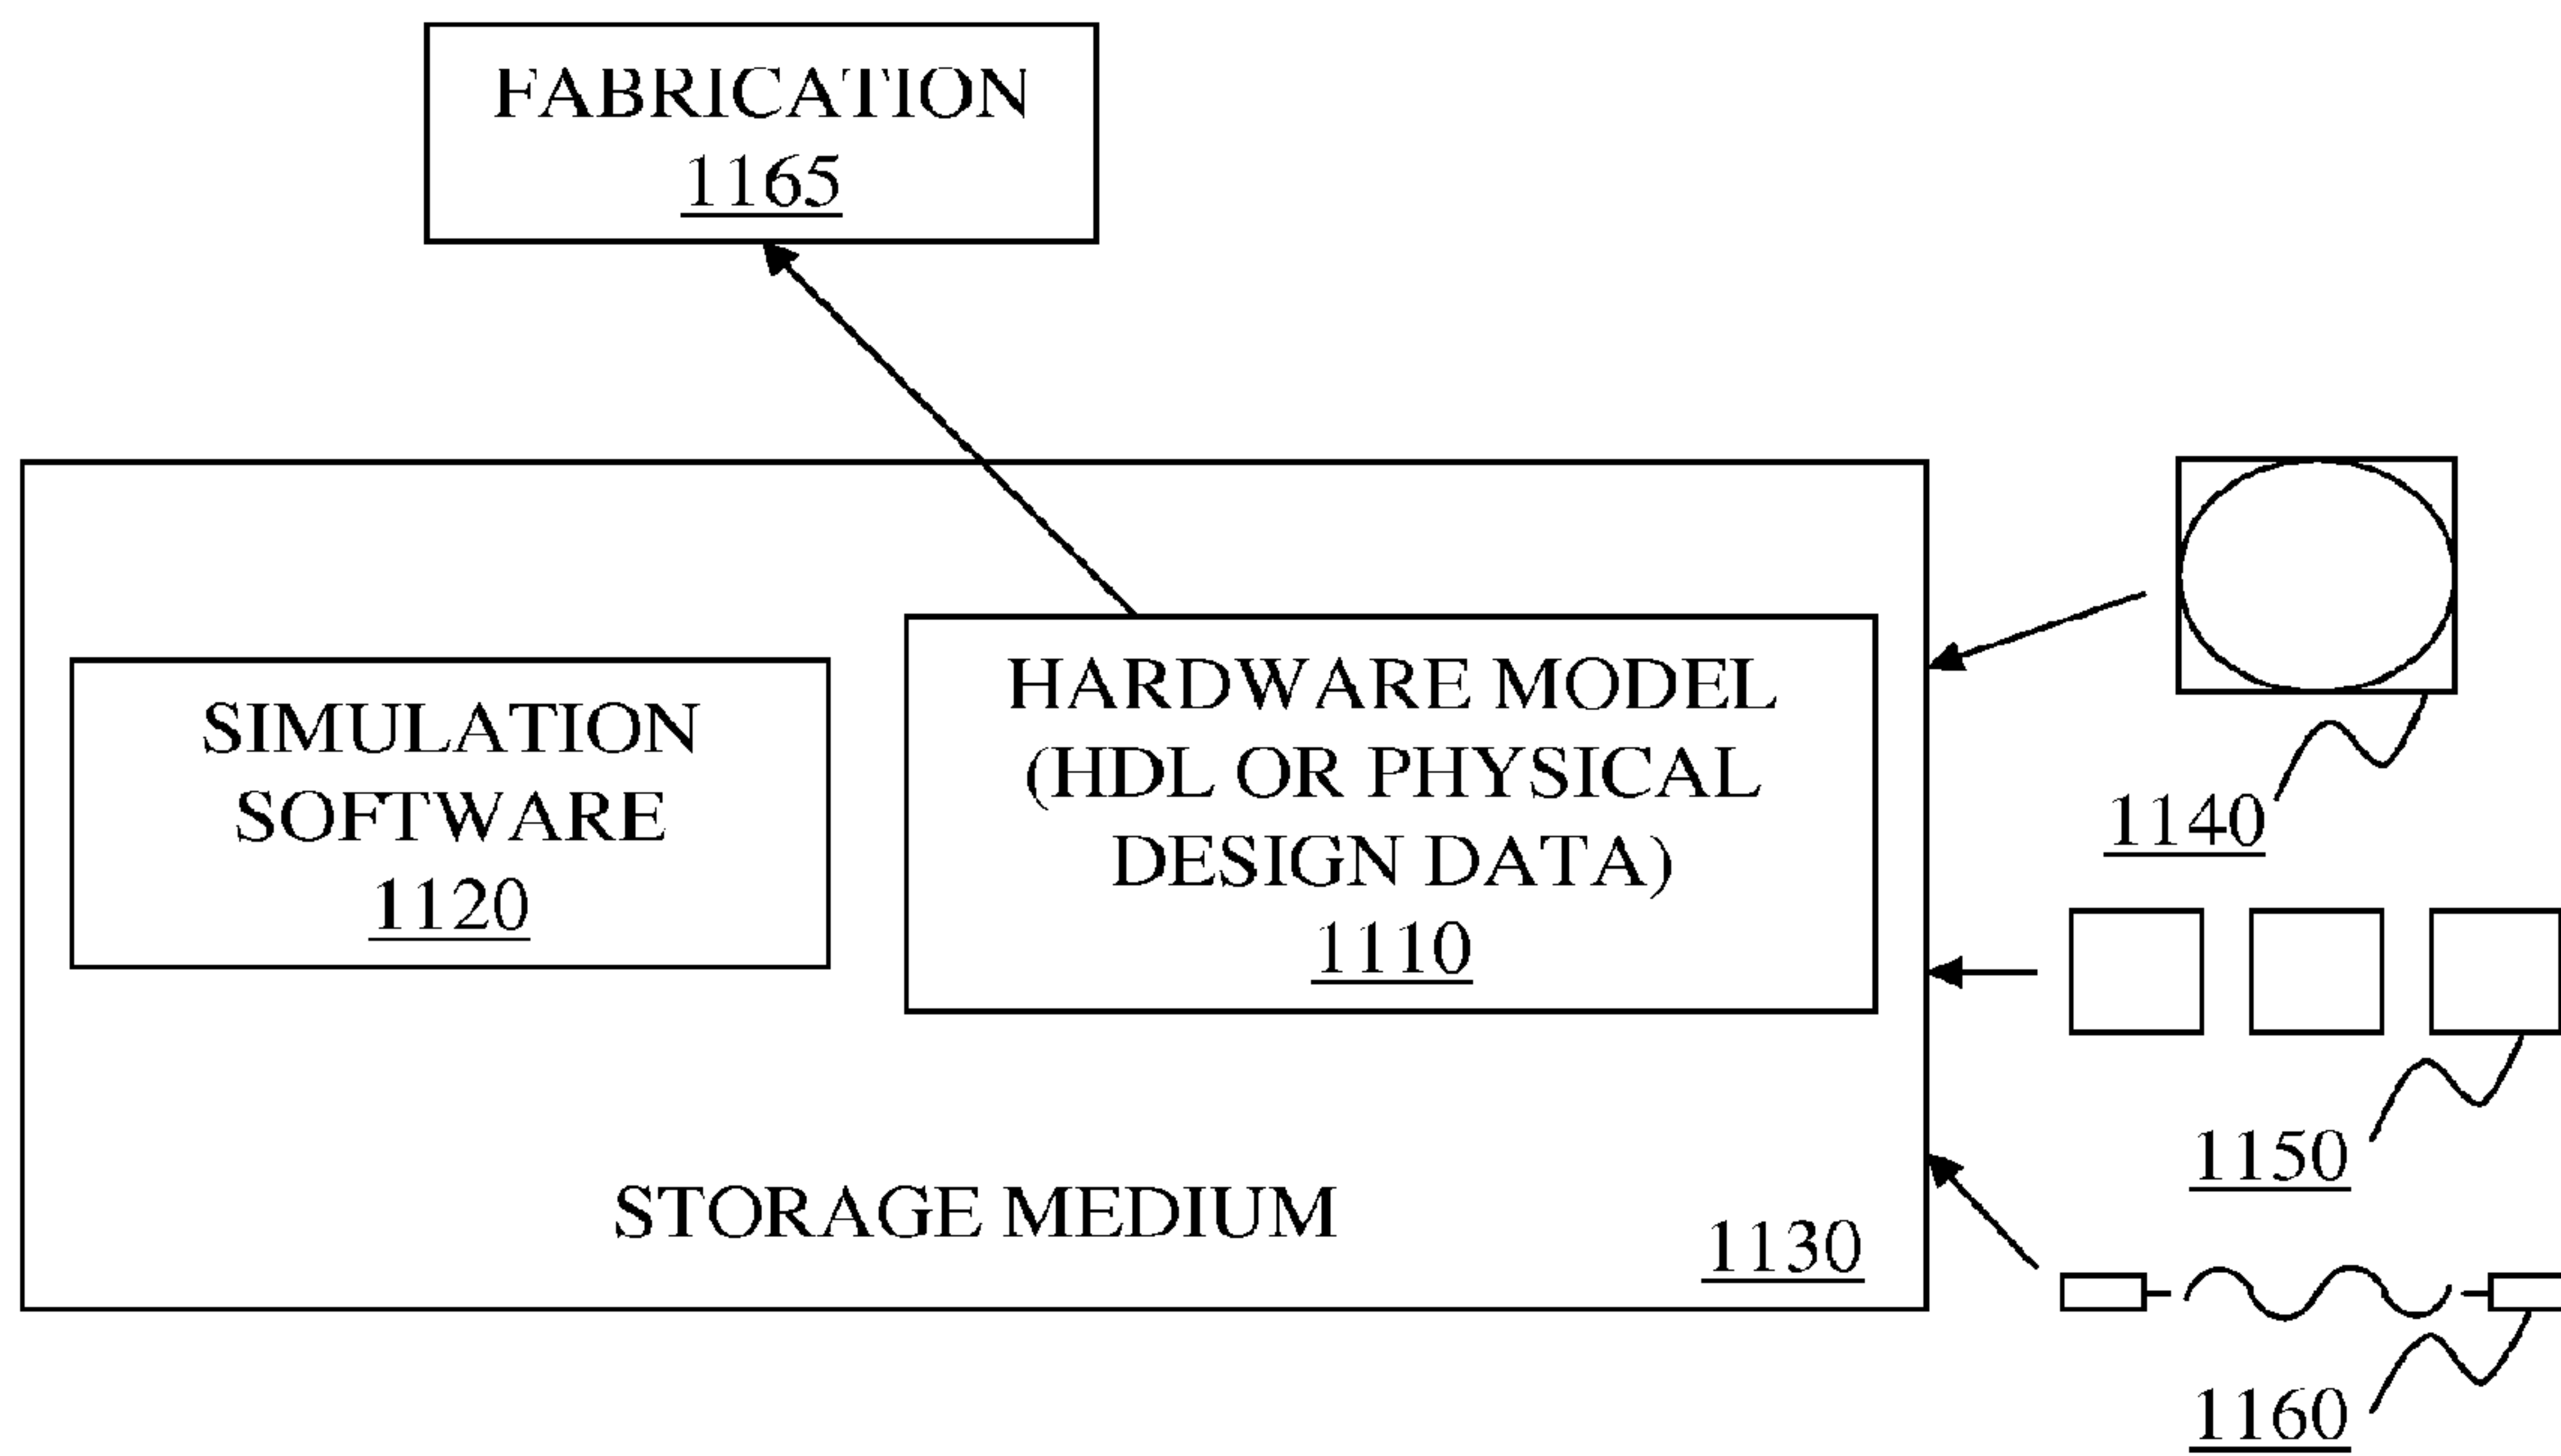 FABRICATION
1165
SIMULATION
SOFTWARE
1120
HARDWARE MODEL
(HDL OR PHYSICAL
DESIGN DATA)
1110
STORAGE MEDIUM
1130
1140
1150
1160